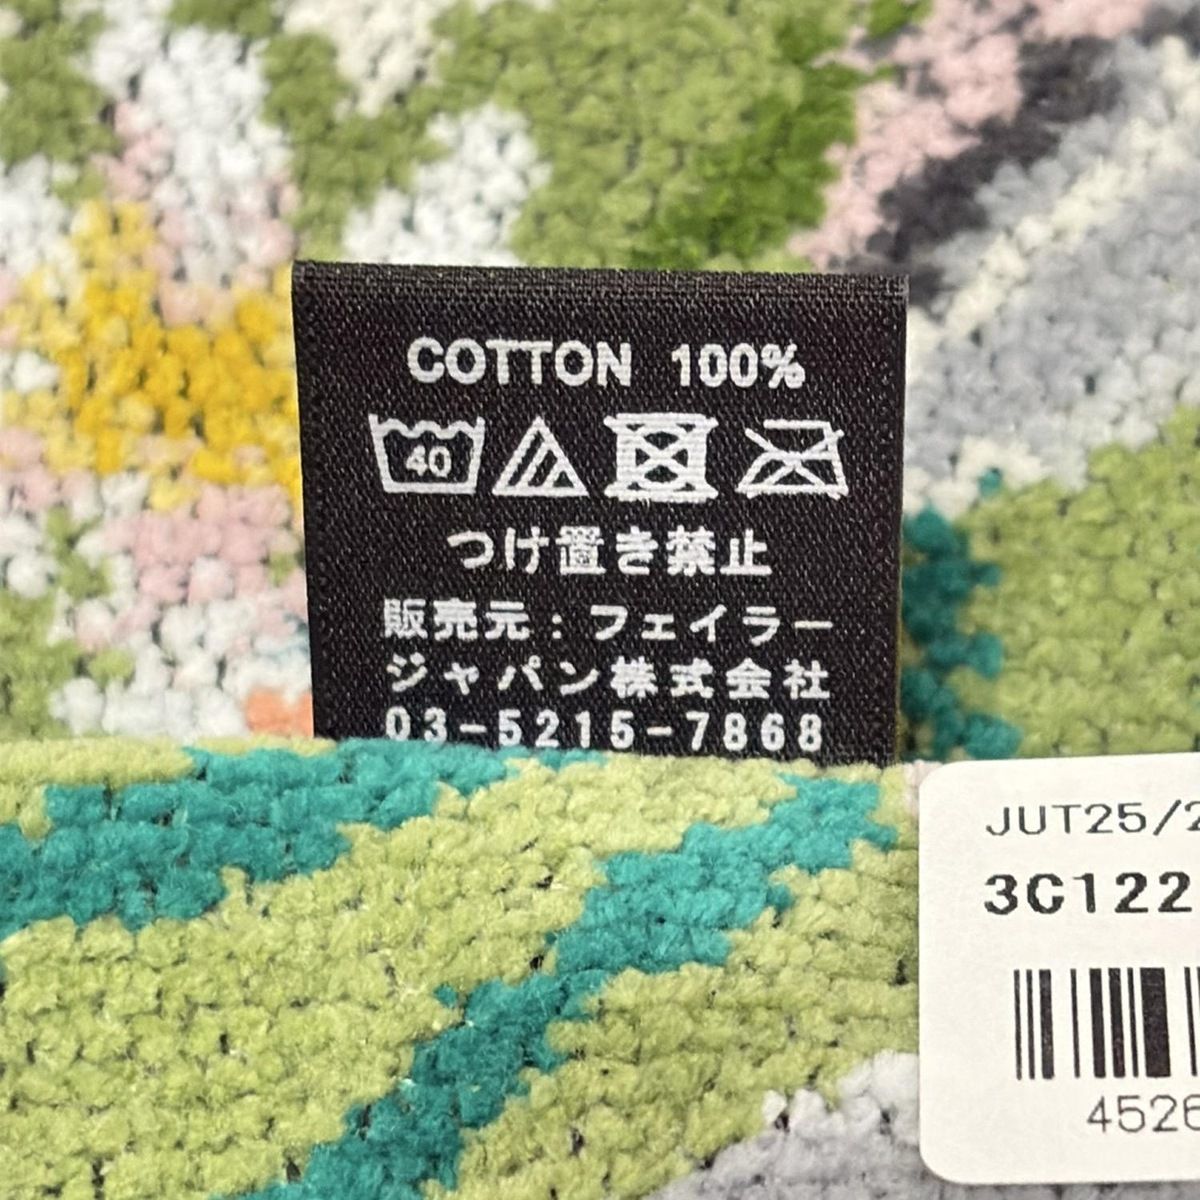 COTTON 100%
40
つけ置き禁止
販売元：フェイラー
ジャパン株式会社
03-5215-7868
JUT25/2
3C122
4526